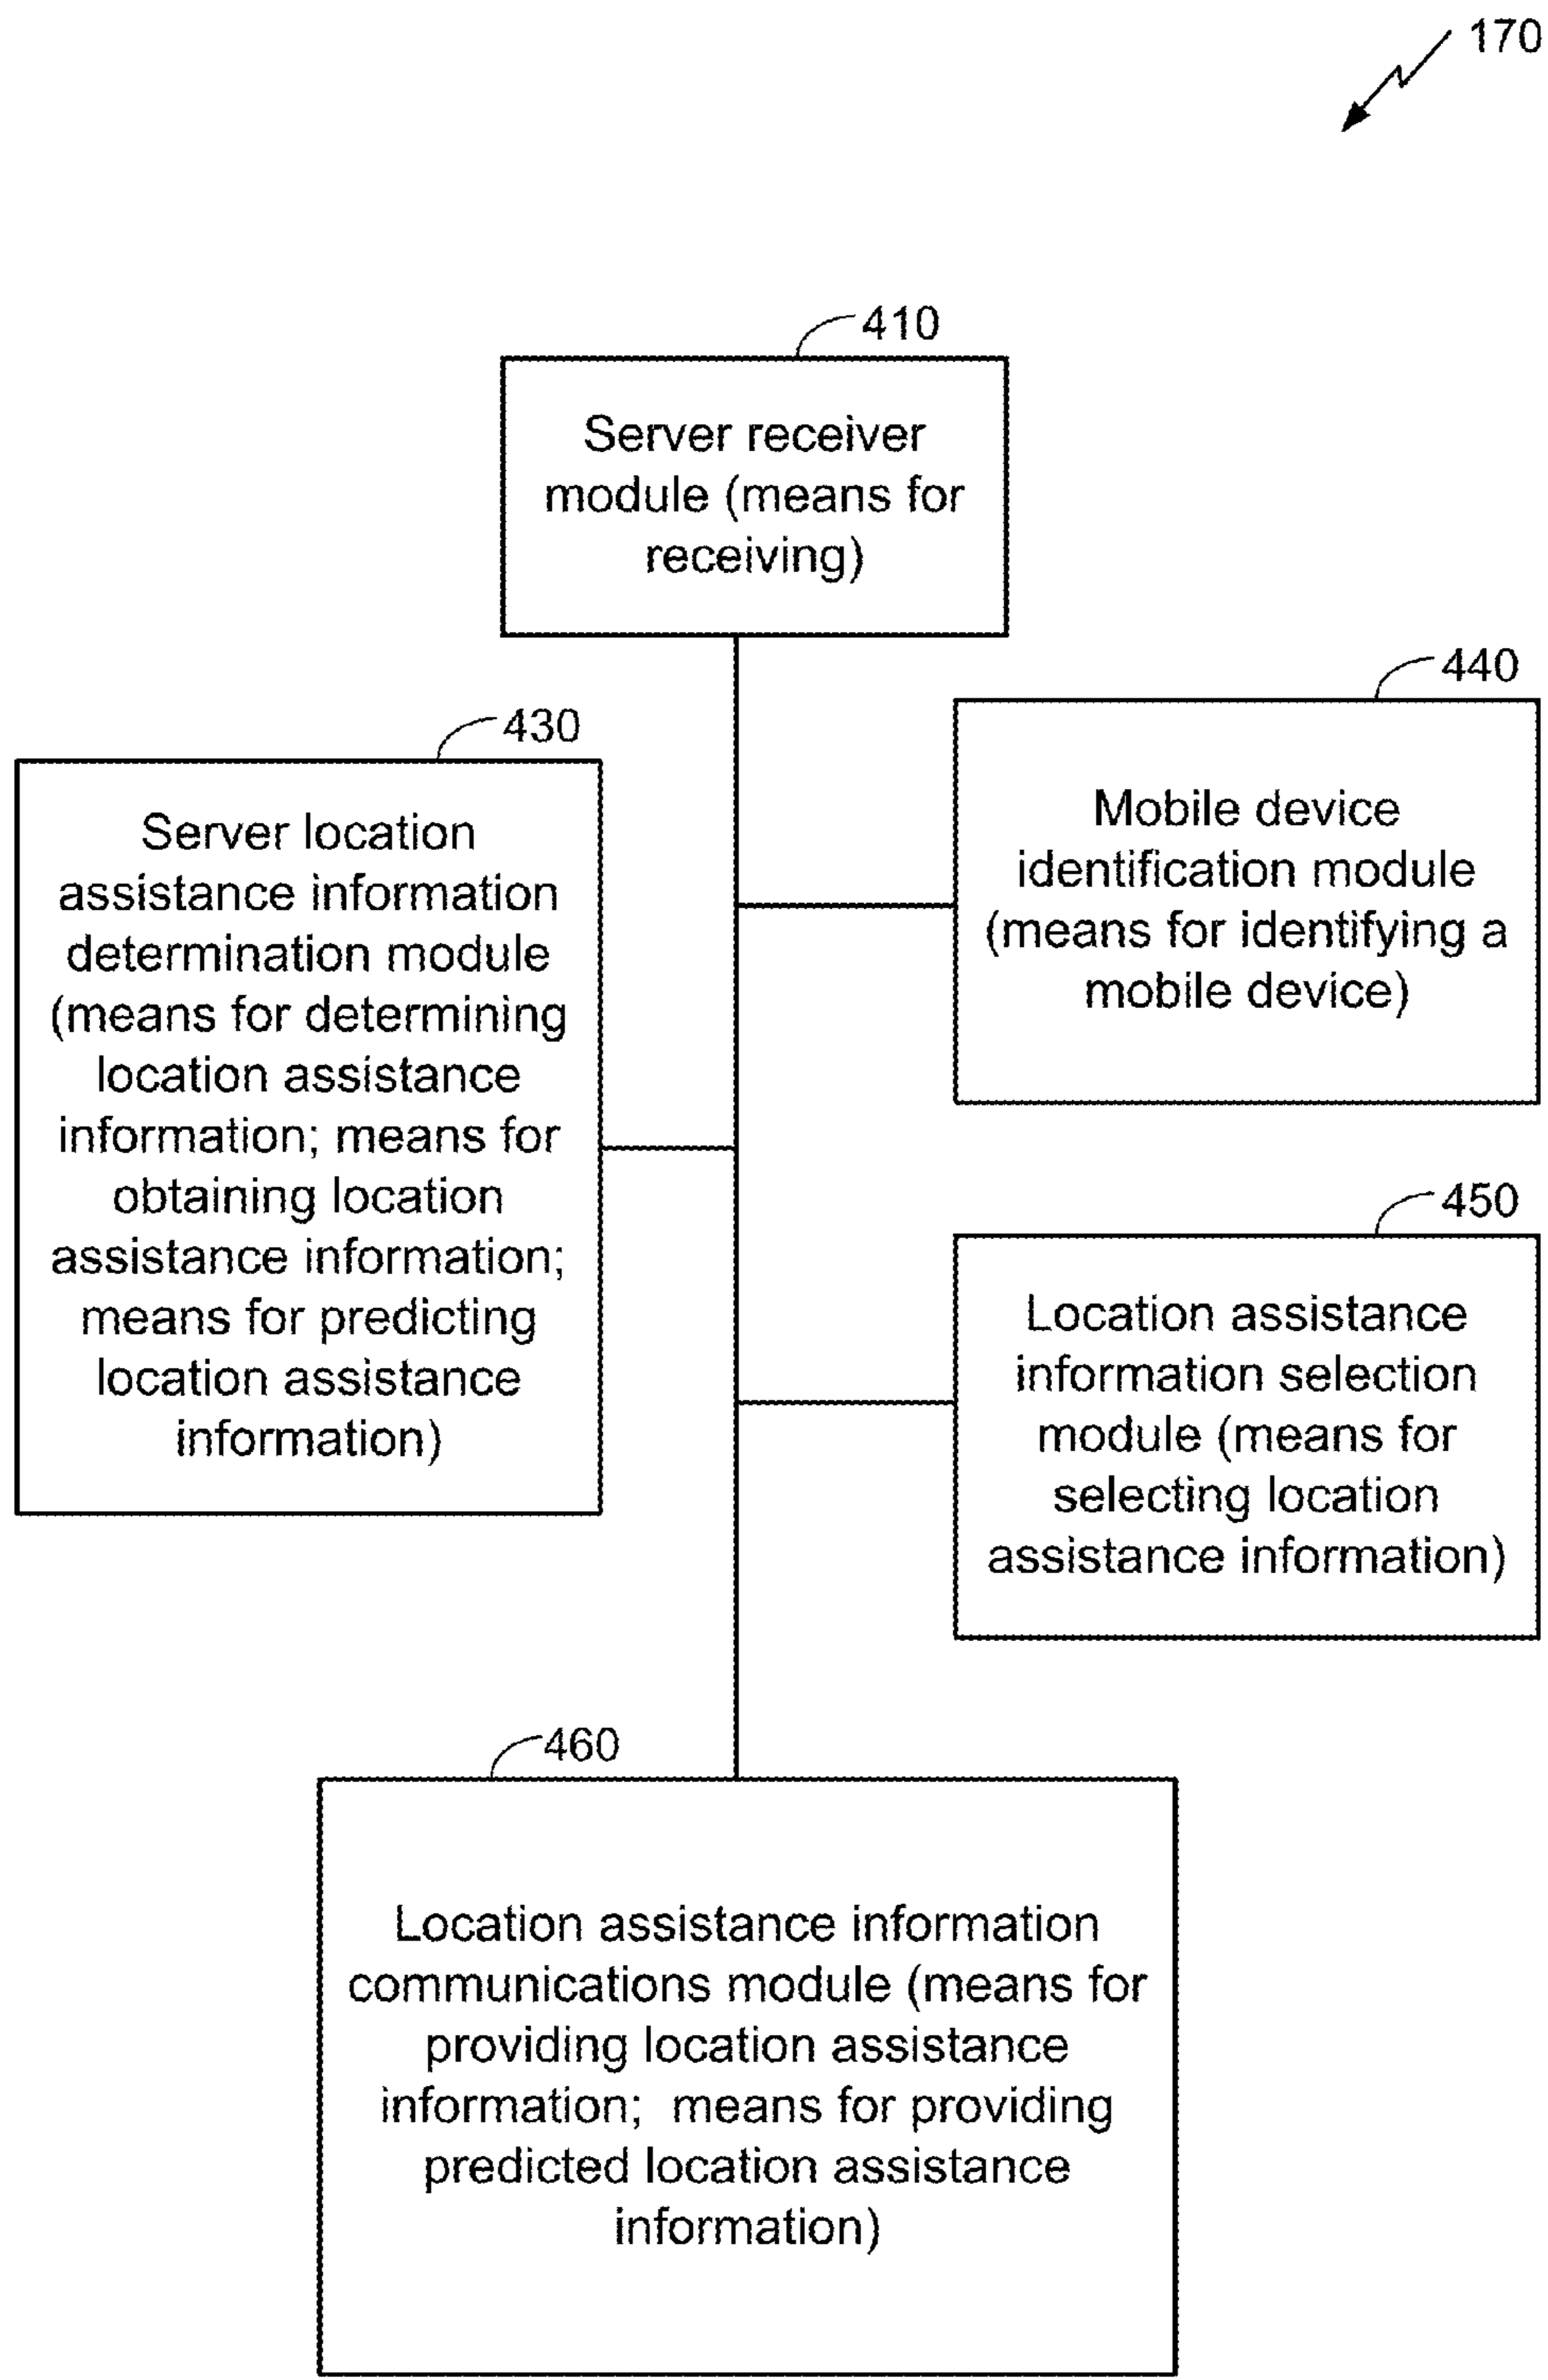 170
410
Server receiver
module (means for
receiving)
440
430
Mobile device
identification module
(means for identifying a
mobile device)
Server location
assistance information
determination module
(means for determining
location assistance
information; means for
obtaining location
assistance information;
means for predicting
location assistance
information)
450
Location assistance
information selection
module (means for
selecting location
assistance information)
460
Location assistance information
communications module (means for
providing location assistance
information;  means for providing
predicted location assistance
information)